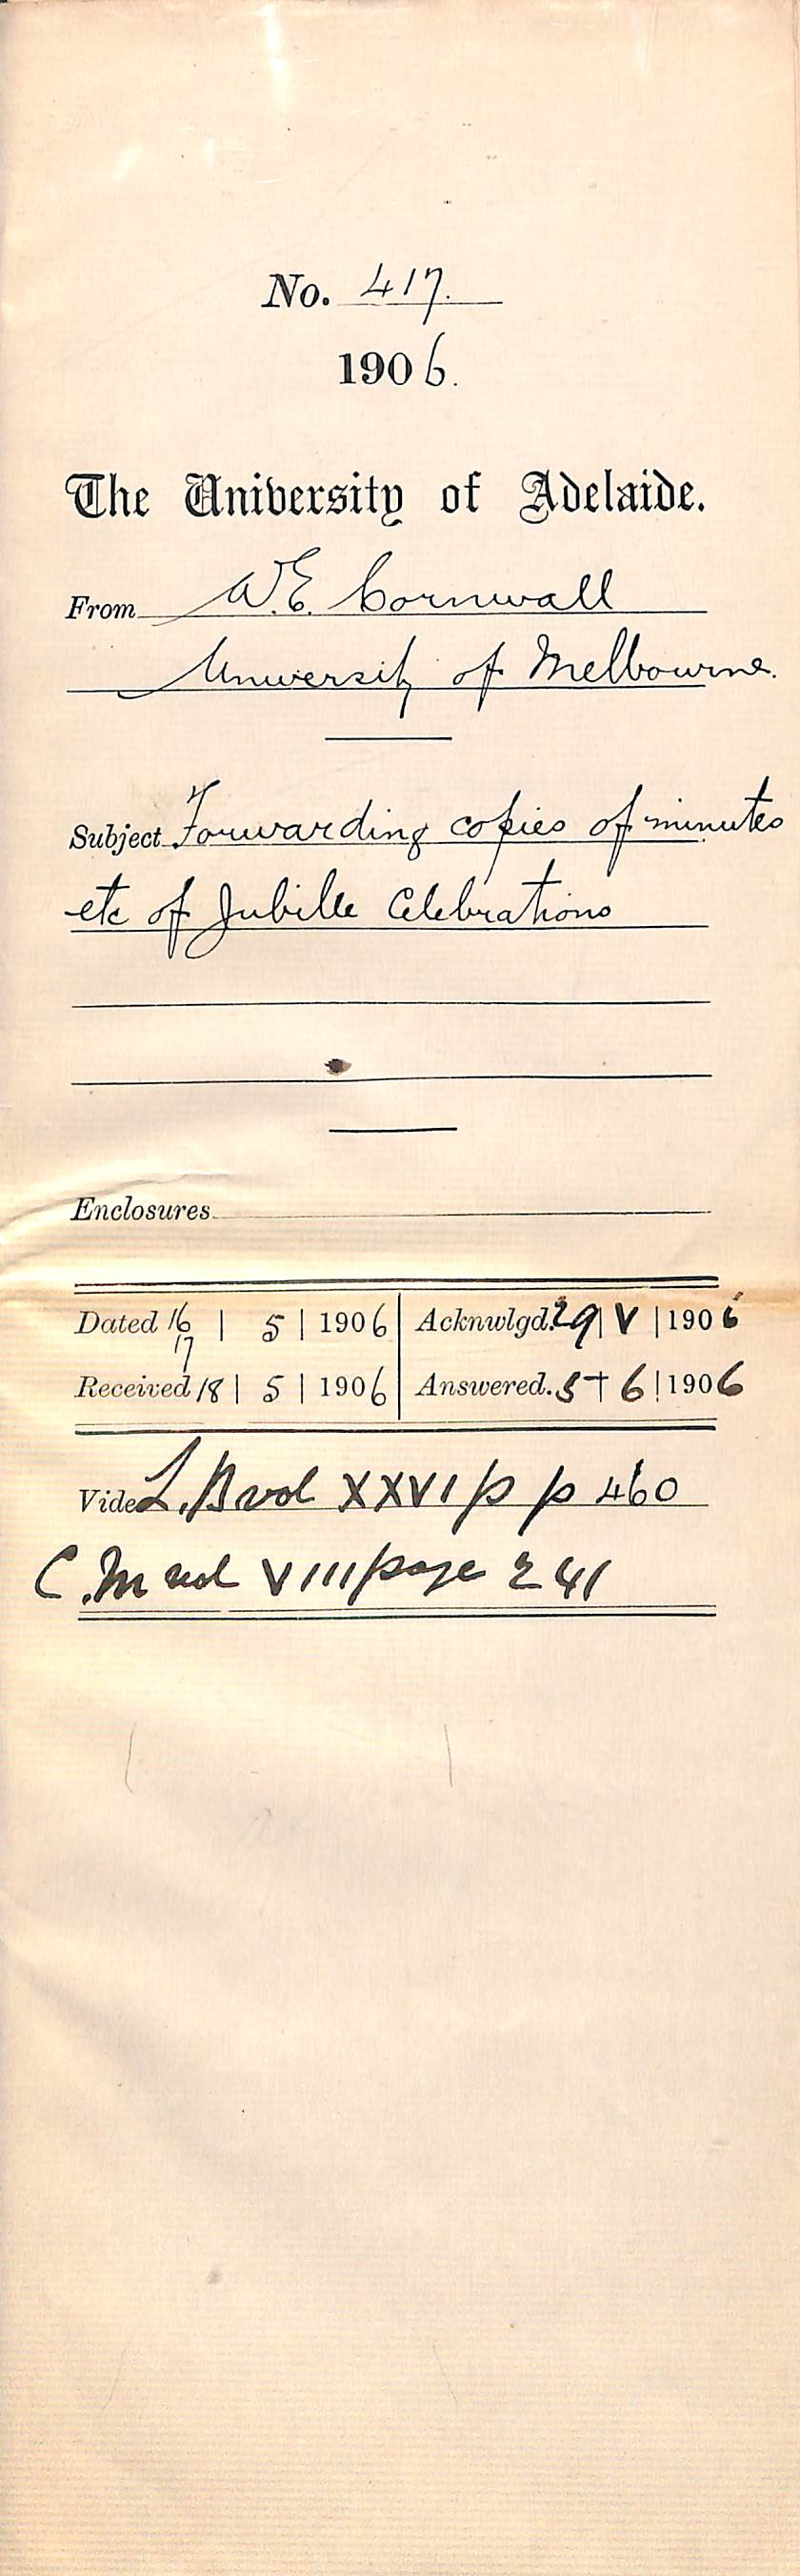 No. 417.
1906.
The University of Adelaide.
From W.E. Cornwall
University of Melbourne.
Subject Forwarding copies of minutes
etc of Jubille Celebrations
Enclosures
Dated 16 | 5 | 1906 | Acknwlgd. 29 | V | 1906
17
Received 18 | 5 | 1906 | Answered. 5 † 6 | 1906
Vide L.B vol XXVI p p 460
C.M vol VIII page 241